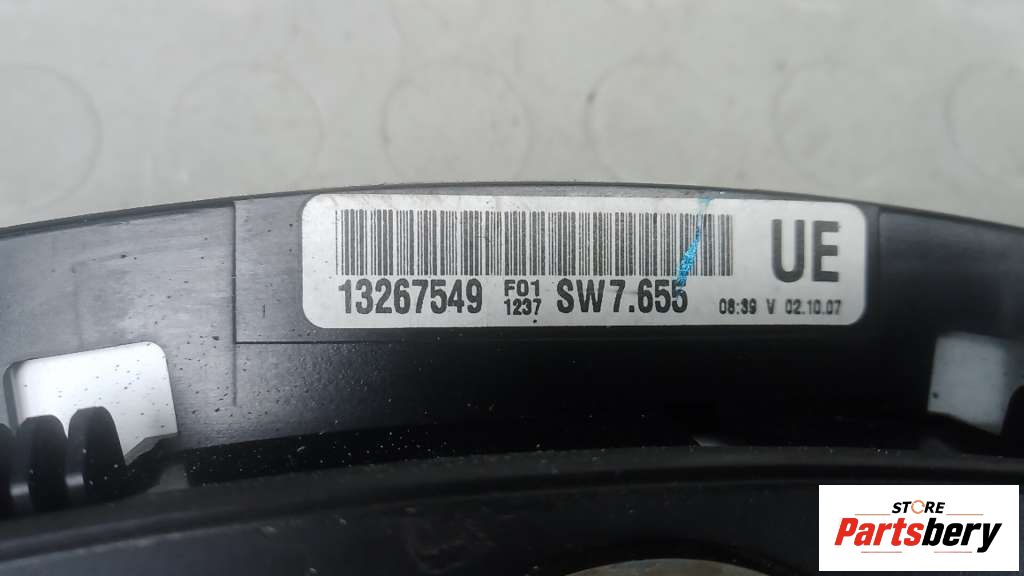 UE
13267549 F01 1237 SW7.655 08:39 V 02.10.07
STORE
Partsbery